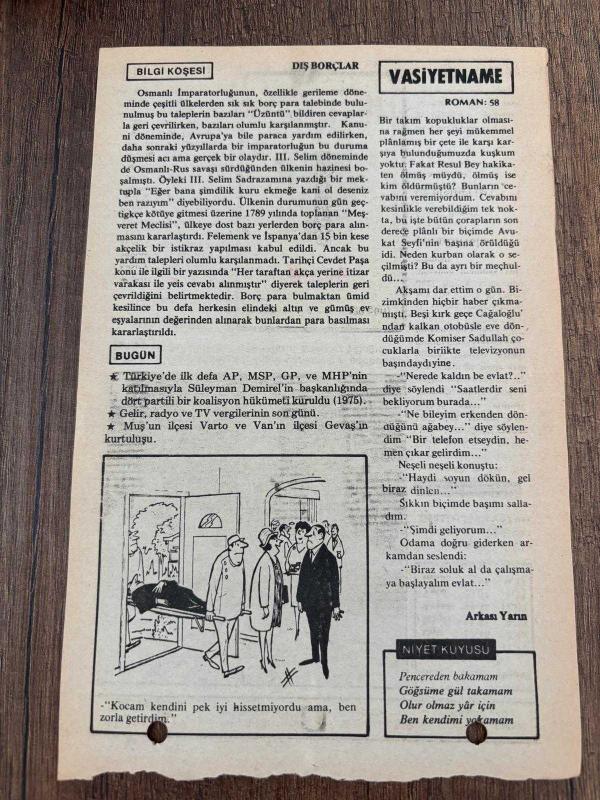 BİLGİ KÖŞESİ
DIŞ BORÇLAR
Osmanlı İmparatorluğunun, özellikle gerileme döne-
minde çeşitli ülkelerden sık sık borç para talebinde bulu-
nulmuş bu taleplerin bazıları "Üzüntü" bildiren cevaplar-
la geri çevrilirken, bazıları olumlu karşılanmıştır. Kanu-
ni döneminde, Avrupa'ya bile paraca yardım edilirken,
daha sonraki yüzyıllarda bir imparatorluğun bu duruma
düşmesi acı ama gerçek bir olaydır. III. Selim döneminde
de Osmanlı-Rus savaşı sürdüğünden ülkenin hazinesi bo-
şalmıştı. Öyleki III. Selim Sadrazamına yazdığı bir mek-
tupla "Eğer bana şimdilik kuru ekmeğe kani ol deseniz
ben razıyım" diyebiliyordu. Ülkenin durumunun gün geç-
tigkçe kötüye gitmesi üzerine 1789 yılında toplanan "Meş-
veret Meclisi", ülkeye dost bazı yerlerden borç para alın-
masını kararlaştırdı. Felemenk ve İspanya'dan 15 bin kese
akçelik bir istikraz yapılması kabul edildi. Ancak bu
yardım talepleri olumlu karşılanmadı. Tarihçi Cevdet Paşa
konu ile ilgili bir yazısında "Her taraftan akça yerine itizar
varakası ile yeis cevabı alınmıştır" diyerek taleplerin geri
çevrildiğini belirtmektedir. Borç para bulmaktan ümid
kesilince bu defa herkesin elindeki altın ve gümüş ev
eşyalarının değerinden alınarak bunlardan para basılması
kararlaştırıldı.
BUGÜN
★ Türkiye'de ilk defa AP, MSP, GP, ve MHP'nin
katılmasıyla Süleyman Demirel'in başkanlığında
dört partili bir koalisyon hükümeti kuruldu (1975).
★ Gelir, radyo ve TV vergilerinin son günü.
★ Muş'un ilçesi Varto ve Van'ın ilçesi Gevaş'ın
kurtuluşu.
-"Kocam kendini pek iyi hissetmiyordu ama, ben
zorla getirdim."
VASİYETNAME
ROMAN: 58
Bir takım kopukluklar olması-
na rağmen her şeyi mükemmel
plânlamış bir çete ile karşı kar-
şıya bulunduğumuzda kuşkum
yoktu. Fakat Resul Bey hakika-
ten ölmüş müydü, ölmüş ise
kim öldürmüştü? Bunların ce-
vabını veremiyordum. Cevabını
kesinlikle verebildiğim tek nok-
ta, bu işte bütün çorapların son
derece plânlı bir biçimde Avu-
kat Seyfi'nin başına örüldüğü
idi. Neden kurban olarak o se-
çilmişti? Bu da ayrı bir meçhul-
dü...
Akşamı dar ettim o gün. Bi-
zimkinden hiçbir haber çıkma-
mıştı. Beşi kırk geçe Cağaloğlu'
ndan kalkan otobüsle eve dön-
düğümde Komiser Sadullah ço-
cuklarla biriikte televizyonun
başındaydıyine.
-"Nerede kaldın be evlat?.."
diye söylendi "Saatlerdir seni
bekliyorum burada..."
-"Ne bileyim erkenden dön-
düğünü ağabey..." diye söylen-
dim "Bir telefon etseydin, he-
men çıkar gelirdim..."
Neşeli neşeli konuştu:
-"Haydi soyun dökün, gel
biraz dinlen..."
Sıkkın biçimde başımı salla-
dım.
-"Şimdi geliyorum..."
Odama doğru giderken ar-
kamdan seslendi:
-"Biraz soluk al da çalışma-
ya başlayalım evlat..."
Arkası Yarın
NİYET KUYUSU
Pencereden bakamam
Göğsüme gül takamam
Olur olmaz yâr için
Ben kendimi yakamam